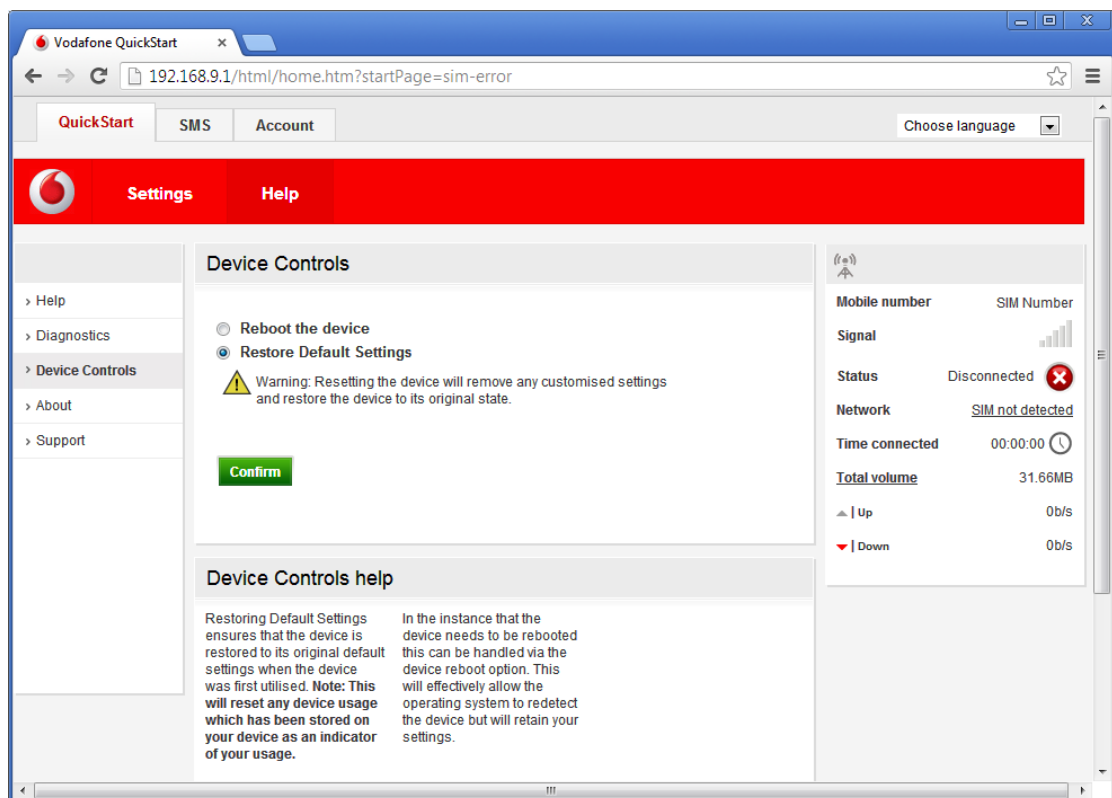 Vodafone QuickStart
192.168.9.1/html/home.htm?startPage=sim-error
QuickStart
SMS
Account
Choose language
Settings
Help
Help
Diagnostics
Device Controls
About
Support
Device Controls
Reboot the device
Restore Default Settings
Warning: Resetting the device will remove any customised settings
and restore the device to its original state.
Confirm
Device Controls help
Restoring Default Settings
ensures that the device is
restored to its original default
settings when the device
was first utilised. Note: This
will reset any device usage
which has been stored on
your device as an indicator
of your usage.
In the instance that the
device needs to be rebooted
this can be handled via the
device reboot option. This
will effectively allow the
operating system to redetect
the device but will retain your
settings.
Mobile number SIM Number
Signal
Status Disconnected
Network SIM not detected
Time connected 00:00:00
Total volume 31.66MB
| Up 0b/s
| Down 0b/s